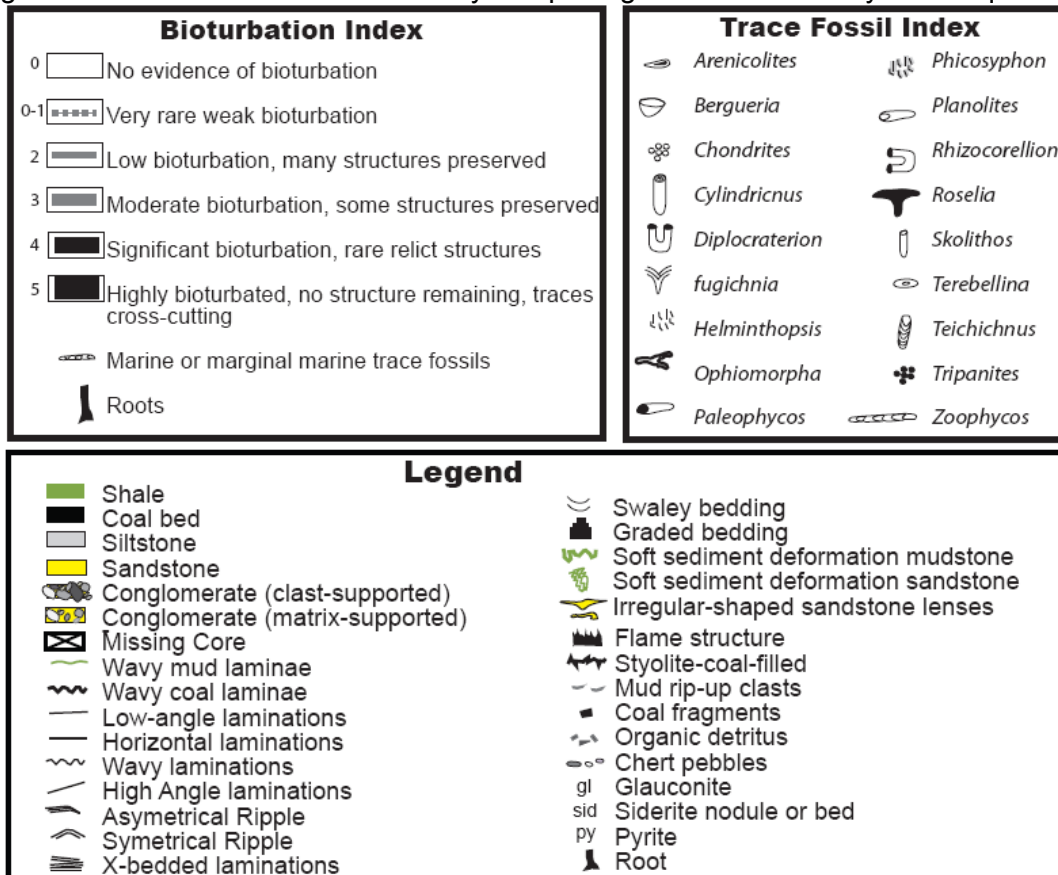 Bioturbation Index
0 No evidence of bioturbation
0-1 Very rare weak bioturbation
2 Low bioturbation, many structures preserved
3 Moderate bioturbation, some structures preserved
4 Significant bioturbation, rare relict structures
5 Highly bioturbated, no structure remaining, traces
cross-cutting
Marine or marginal marine trace fossils
Roots
Trace Fossil Index
Arenicolites
Bergueria
Chondrites
Cylindricnus
Diplocraterion
fugichnia
Helminthopsis
Ophiomorpha
Paleophycos
Phicosyphon
Planolites
Rhizocorellion
Roselia
Skolithos
Terebellina
Teichichnus
Tripanites
Zoophycos
Legend
Shale
Coal bed
Siltstone
Sandstone
Conglomerate (clast-supported)
Conglomerate (matrix-supported)
Missing Core
Wavy mud laminae
Wavy coal laminae
Low-angle laminations
Horizontal laminations
Wavy laminations
High Angle laminations
Asymetrical Ripple
Symetrical Ripple
X-bedded laminations
Swaley bedding
Graded bedding
Soft sediment deformation mudstone
Soft sediment deformation sandstone
Irregular-shaped sandstone lenses
Flame structure
Styolite-coal-filled
Mud rip-up clasts
Coal fragments
Organic detritus
Chert pebbles
gl Glauconite
sid Siderite nodule or bed
py Pyrite
Root